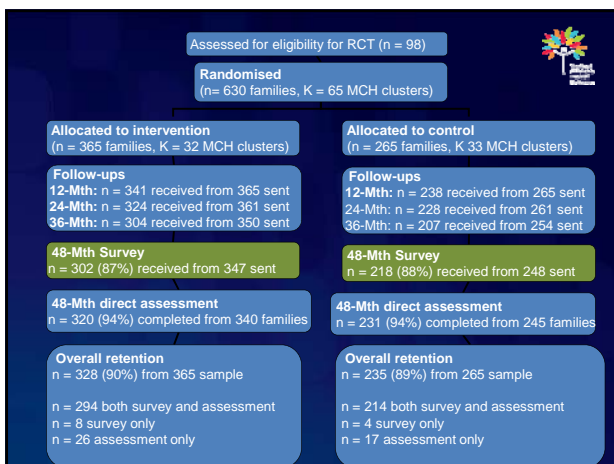 Assessed for eligibility for RCT (n = 98)
Randomised
(n= 630 families, K = 65 MCH clusters)
Allocated to intervention
(n = 365 families, K = 32 MCH clusters)
Follow-ups
12-Mth: n = 341 received from 365 sent
24-Mth: n = 324 received from 361 sent
36-Mth: n = 304 received from 350 sent
48-Mth Survey
n = 302 (87%) received from 347 sent
48-Mth direct assessment
n = 320 (94%) completed from 340 families
Overall retention
n = 328 (90%) from 365 sample
n = 294 both survey and assessment
n = 8 survey only
n = 26 assessment only
Allocated to control
(n = 265 families, K 33 MCH clusters)
Follow-ups
12-Mth: n = 238 received from 265 sent
24-Mth: n = 228 received from 261 sent
36-Mth: n = 207 received from 254 sent
48-Mth Survey
n = 218 (88%) received from 248 sent
48-Mth direct assessment
n = 231 (94%) completed from 245 families
Overall retention
n = 235 (89%) from 265 sample
n = 214 both survey and assessment
n = 4 survey only
n = 17 assessment only